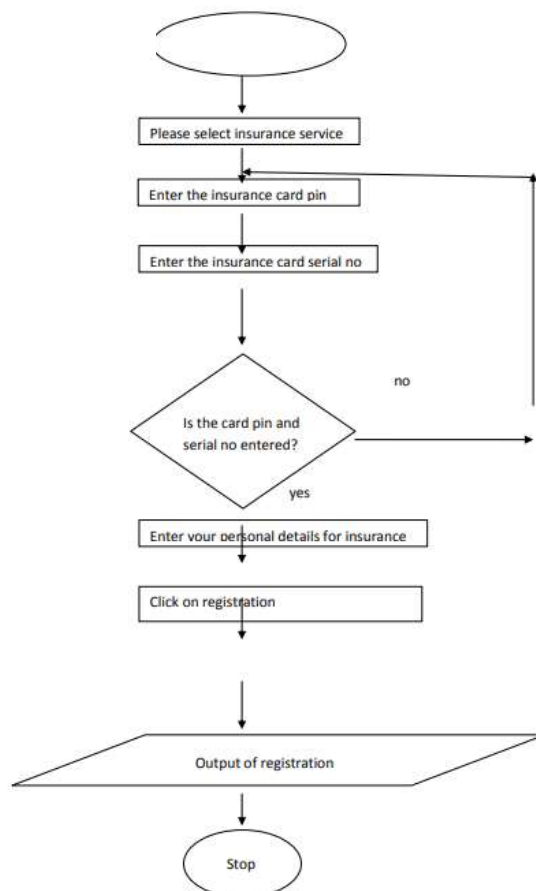 Please select insurance service
Enter the insurance card pin
Enter the insurance card serial no
no
Is the card pin and
serial no entered?
yes
Enter your personal details for insurance
Click on registration
Output of registration
Stop